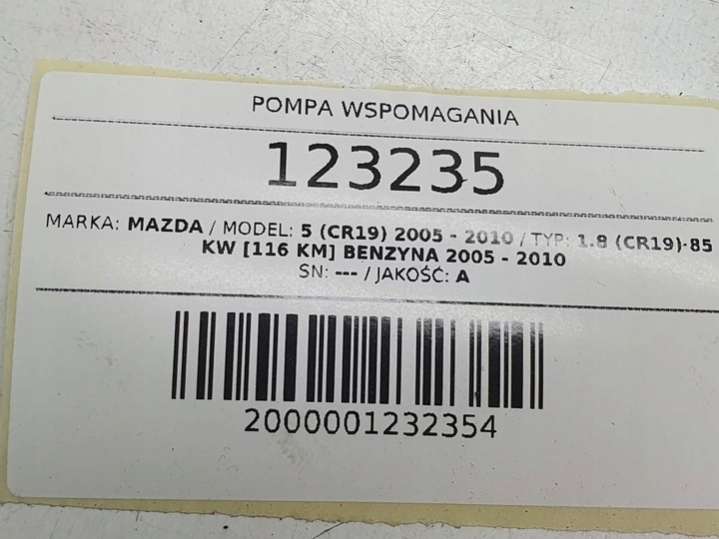 POMPA WSPOMAGANIA
123235
MARKA: MAZDA / MODEL: 5 (CR19) 2005 - 2010 / TYP: 1.8 (CR19) 85
KW [116 KM] BENZYNA 2005 - 2010
SN: --- / JAKOŚĆ: A
2000001232354